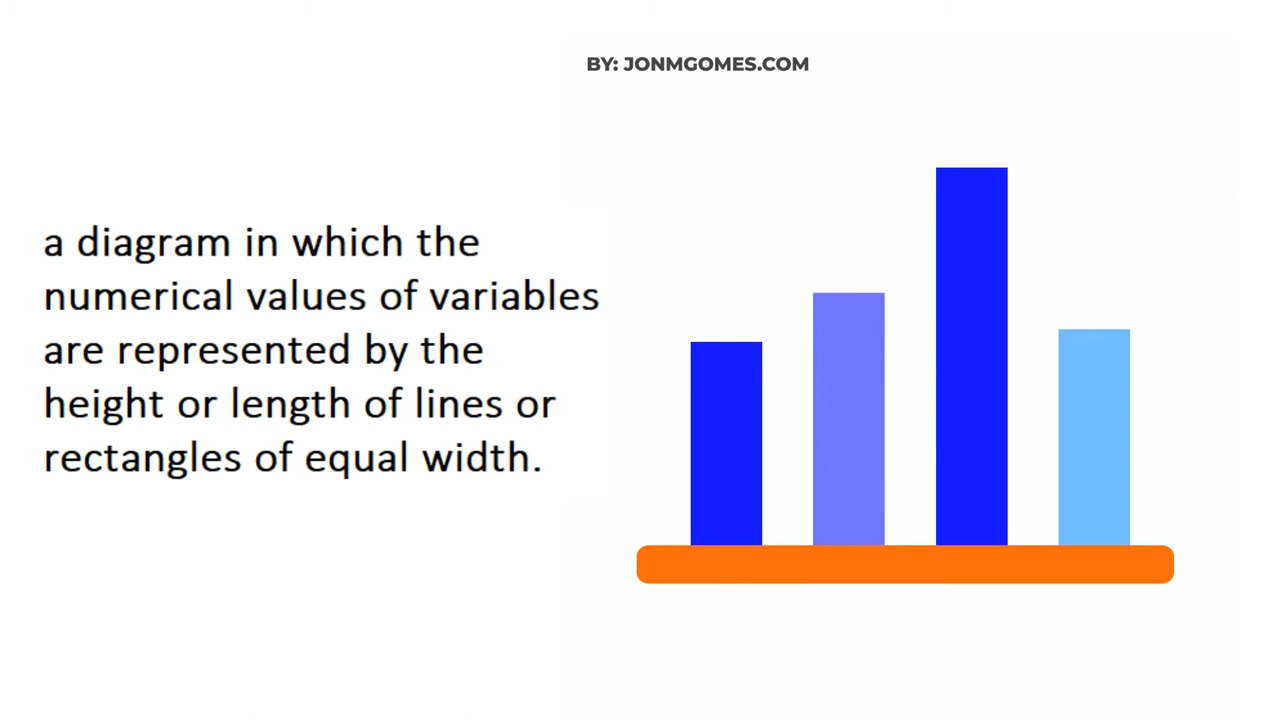 BY: JONMGOMES.COM
a diagram in which the
numerical values of variables
are represented by the
height or length of lines or
rectangles of equal width.